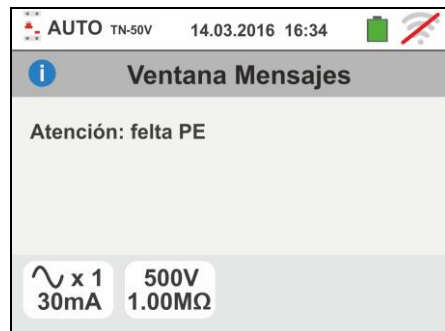 AUTO TN-50V 14.03.2016 16:34
i Ventana Mensajes
Atención: felta PE
x 1 500V
30mA 1.00MΩ